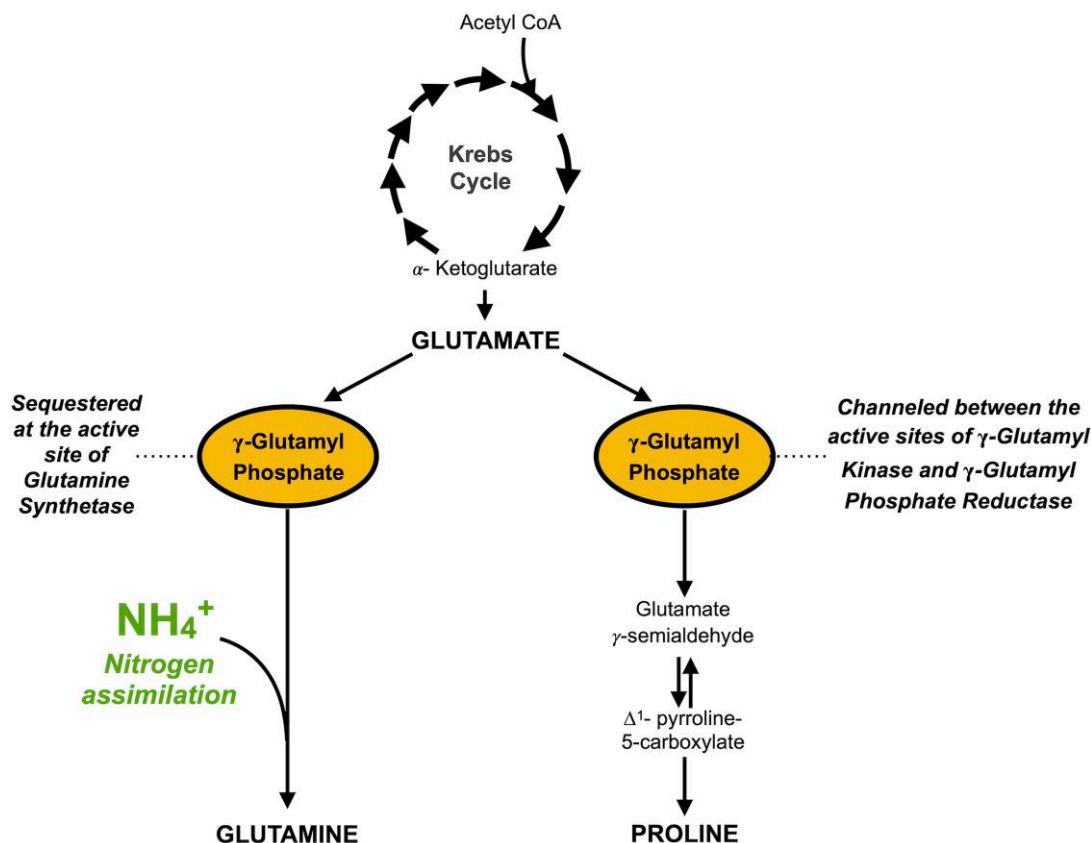 Acetyl CoA
Krebs
Cycle
α- Ketoglutarate
GLUTAMATE
Sequestered
at the active
site of
Glutamine
Synthetase
γ-Glutamyl
Phosphate
γ-Glutamyl
Phosphate
Channeled between the
active sites of γ-Glutamyl
Kinase and γ-Glutamyl
Phosphate Reductase
NH₄⁺
Nitrogen
assimilation
Glutamate
γ-semialdehyde
Δ¹- pyrroline-
5-carboxylate
GLUTAMINE
PROLINE